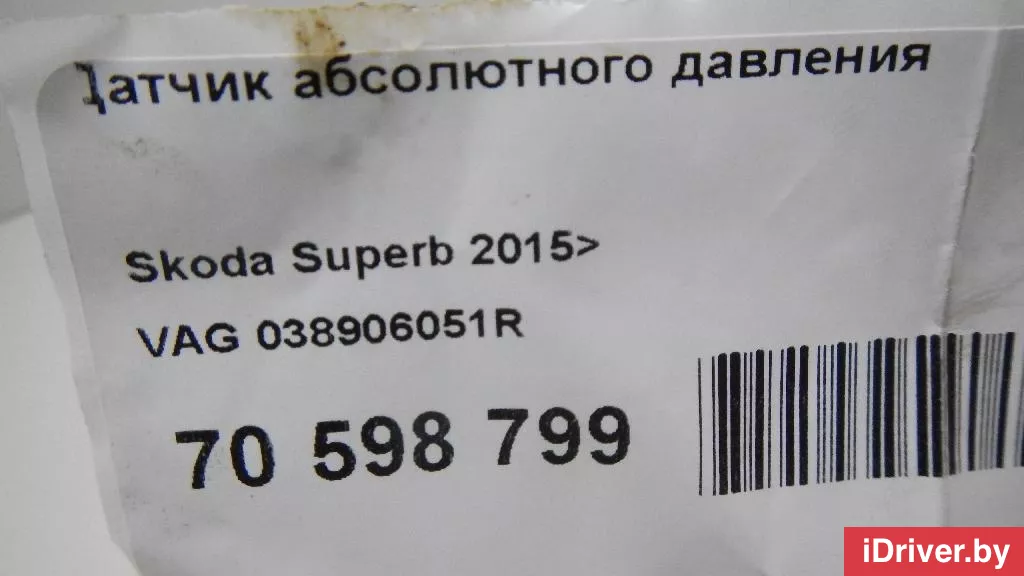 Датчик абсолютного давления
Skoda Superb 2015>
VAG 038906051R
70 598 799
iDriver.by